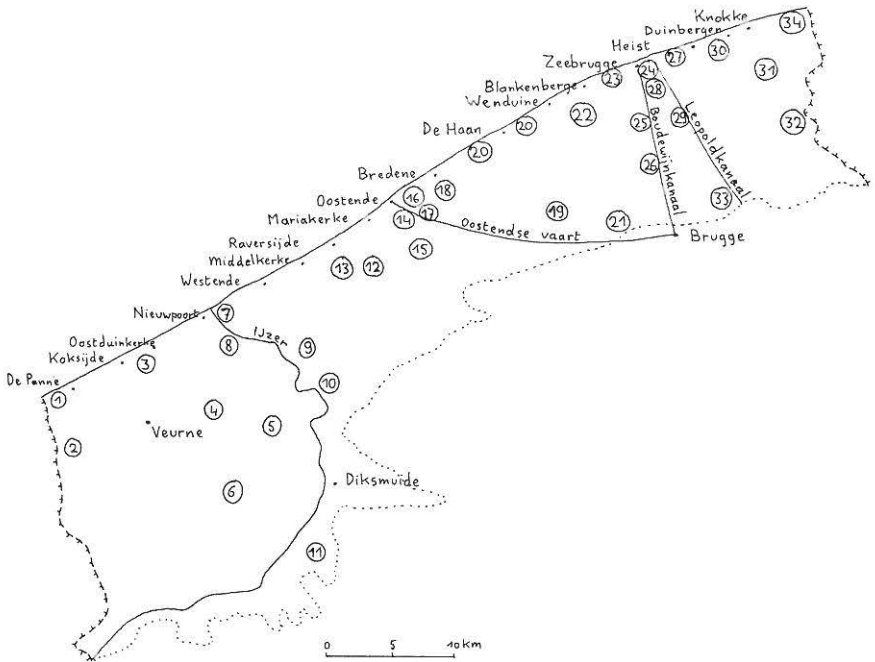 Knokke
34
Duinbergen
30
Heist
27
Zeebrugge
24
31
23
28
Blankenberge
Wenduine
22
25
29
32
De Haan
20
20
Boudewijnkanaal
Leopoldkanaal
26
Bredene
18
16
Oostende
33
14
17
19
21
Mariakerke
Oostendse vaart
Brugge
Raversijde
15
middelkerke
13
12
Westende
Nieuwpoort
7
IJzer
Oostduinkerke
8
9
Koksijde
3
De Panne
10
1
4
Veurne
5
2
6
Diksmuide
11
0
5
10 km